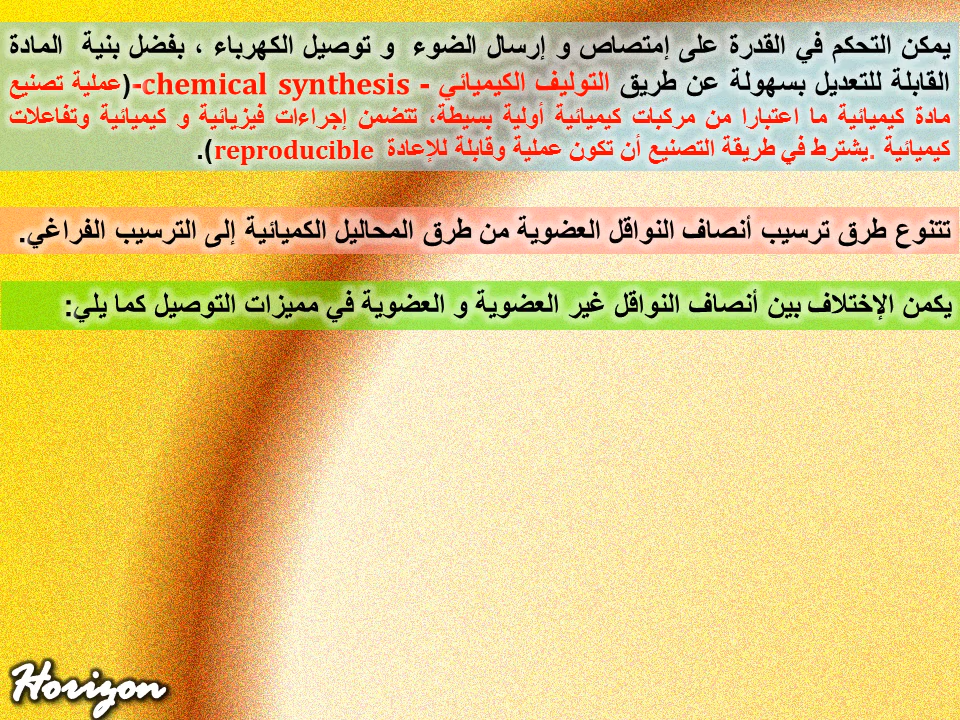 يمكن التحكم في القدرة على إمتصاص و إرسال الضوء و توصيل الكهرباء ، بفضل بنية المادة
القابلة للتعديل بسهولة عن طريق التوليف الكيميائي - chemical synthesis-(عملية تصنيع
مادة كيميائية ما اعتبارا من مركبات كيميائية أولية بسيطة، تتضمن إجراءات فيزيائية و كيميائية وتفاعلات
كيميائية .يشترط في طريقة التصنيع أن تكون عملية وقابلة للإعادة reproducible).
تتنوع طرق ترسيب أنصاف النواقل العضوية من طرق المحاليل الكميائية إلى الترسيب الفراغي.
يكمن الإختلاف بين أنصاف النواقل غير العضوية و العضوية في مميزات التوصيل كما يلي:
Horizon